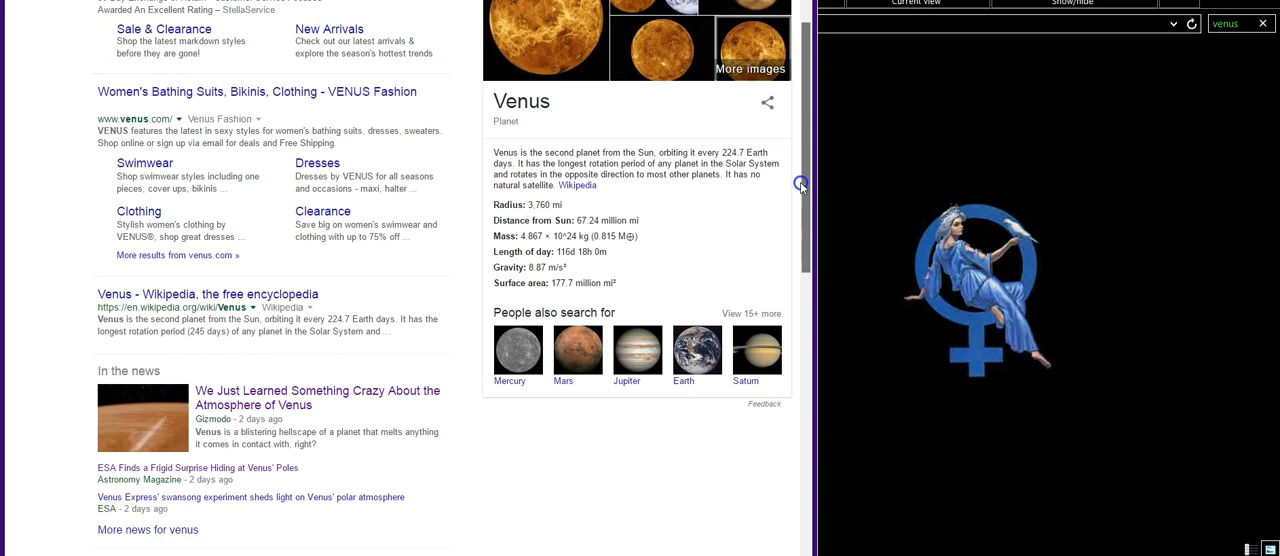 Awarded An Excellent Rating – StellaService
Sale & Clearance
Shop the latest markdown styles
before they are gone!
New Arrivals
Check out our latest arrivals &
explore the season's hottest trends
Women's Bathing Suits, Bikinis, Clothing - VENUS Fashion
www.venus.com/ Venus Fashion
VENUS features the latest in sexy styles for women's bathing suits, dresses, sweaters.
Shop online or sign up via email for deals and Free Shipping.
Swimwear
Shop swimwear styles including one
pieces, cover ups, bikinis ...
Dresses
Dresses by VENUS for all seasons
and occasions - maxi, halter ...
Clothing
Stylish women's clothing by
VENUS®, shop great dresses ...
Clearance
Save big on women's swimwear and
clothing with up to 75% off ...
More results from venus.com »
Venus - Wikipedia, the free encyclopedia
https://en.wikipedia.org/wiki/Venus Wikipedia
Venus is the second planet from the Sun, orbiting it every 224.7 Earth days. It has the
longest rotation period (245 days) of any planet in the Solar System and ...
In the news
We Just Learned Something Crazy About the
Atmosphere of Venus
Gizmodo - 2 days ago
Venus is a blistering hellscape of a planet that melts anything
it comes in contact with, right?
ESA Finds a Frigid Surprise Hiding at Venus' Poles
Astronomy Magazine - 2 days ago
Venus Express' swansong experiment sheds light on Venus' polar atmosphere
ESA - 2 days ago
More news for venus
More images
Venus
Planet
Venus is the second planet from the Sun, orbiting it every 224.7 Earth
days. It has the longest rotation period of any planet in the Solar System
and rotates in the opposite direction to most other planets. It has no
natural satellite. Wikipedia
Radius: 3,760 mi
Distance from Sun: 67.24 million mi
Mass: 4.867 × 10^24 kg (0.815 M⊕)
Length of day: 116d 18h 0m
Gravity: 8.87 m/s²
Surface area: 177.7 million mi²
People also search for
View 15+ more
Mercury
Mars
Jupiter
Earth
Saturn
Feedback
Current view
Show/hide
venus